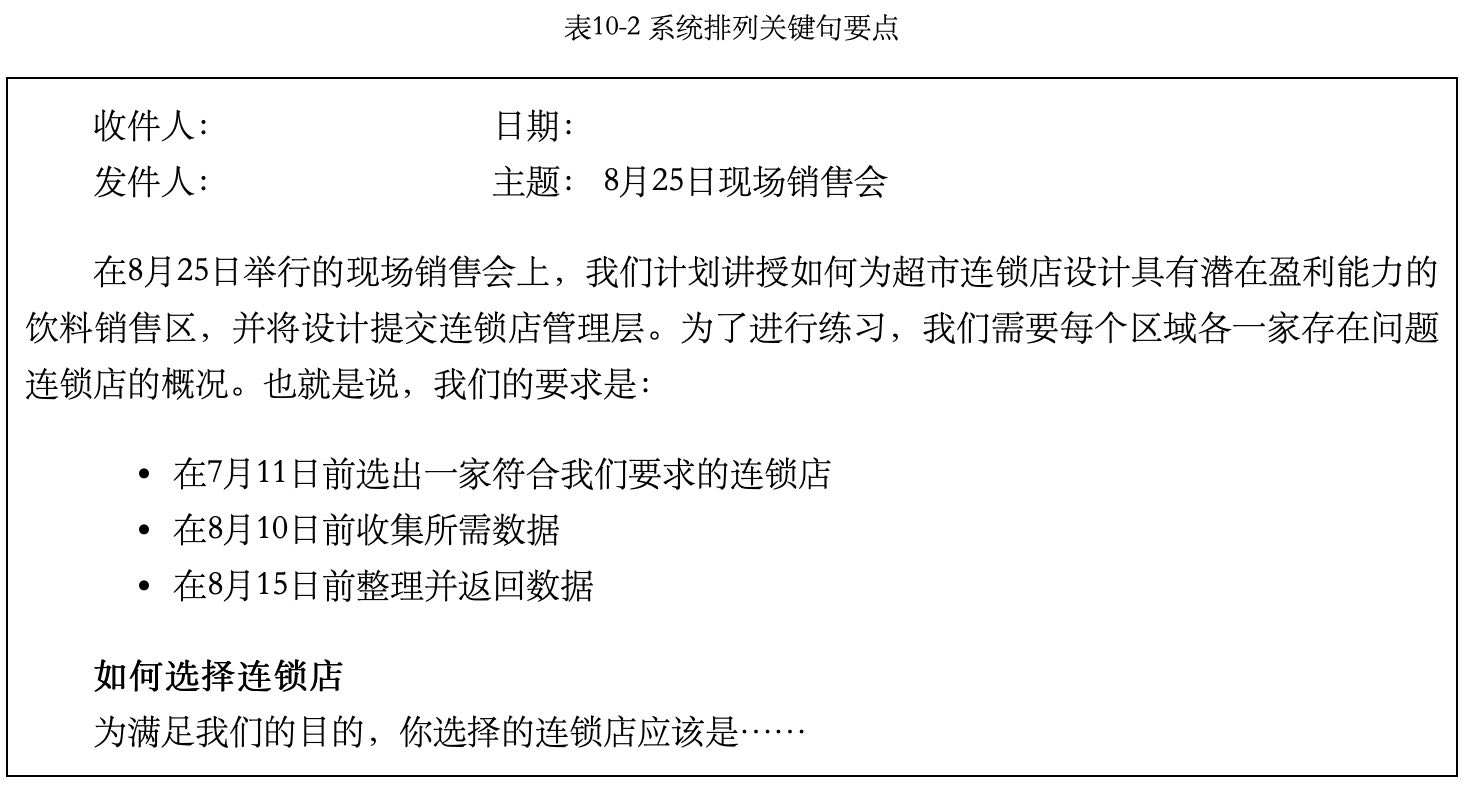 表10-2 系统排列关键句要点
收件人： 日期：
发件人： 主题： 8月25日现场销售会
在8月25日举行的现场销售会上，我们计划讲授如何为超市连锁店设计具有潜在盈利能力的
饮料销售区，并将设计提交连锁店管理层。为了进行练习，我们需要每个区域各一家存在问题
连锁店的概况。也就是说，我们的要求是：
• 在7月11日前选出一家符合我们要求的连锁店
• 在8月10日前收集所需数据
• 在8月15日前整理并返回数据
如何选择连锁店
为满足我们的目的，你选择的连锁店应该是……